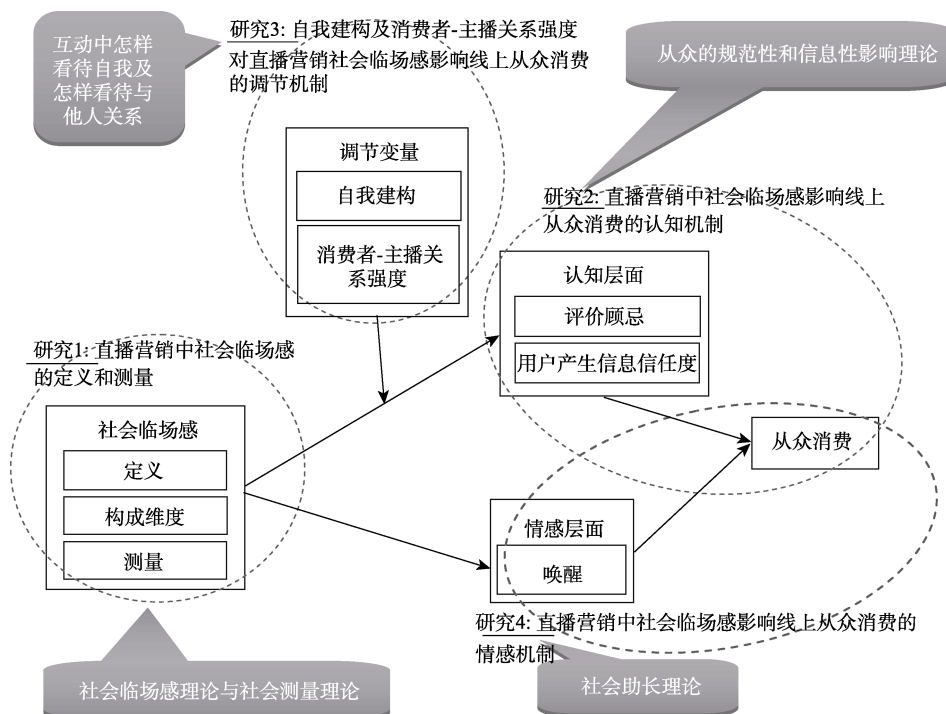 互动中怎样
看待自我及
怎样看待与
他人关系
研究3: 自我建构及消费者-主播关系强度
对直播营销社会临场感影响线上从众消费
的调节机制
从众的规范性和信息性影响理论
调节变量
自我建构
消费者-主播关
系强度
研究2: 直播营销中社会临场感影响线上
从众消费的认知机制
认知层面
评价顾忌
用户产生信息信任度
研究1: 直播营销中社会临场感
的定义和测量
社会临场感
定义
构成维度
测量
从众消费
情感层面
唤醒
研究4: 直播营销中社会临场感影响线上从众消费的
情感机制
社会临场感理论与社会测量理论
社会助长理论